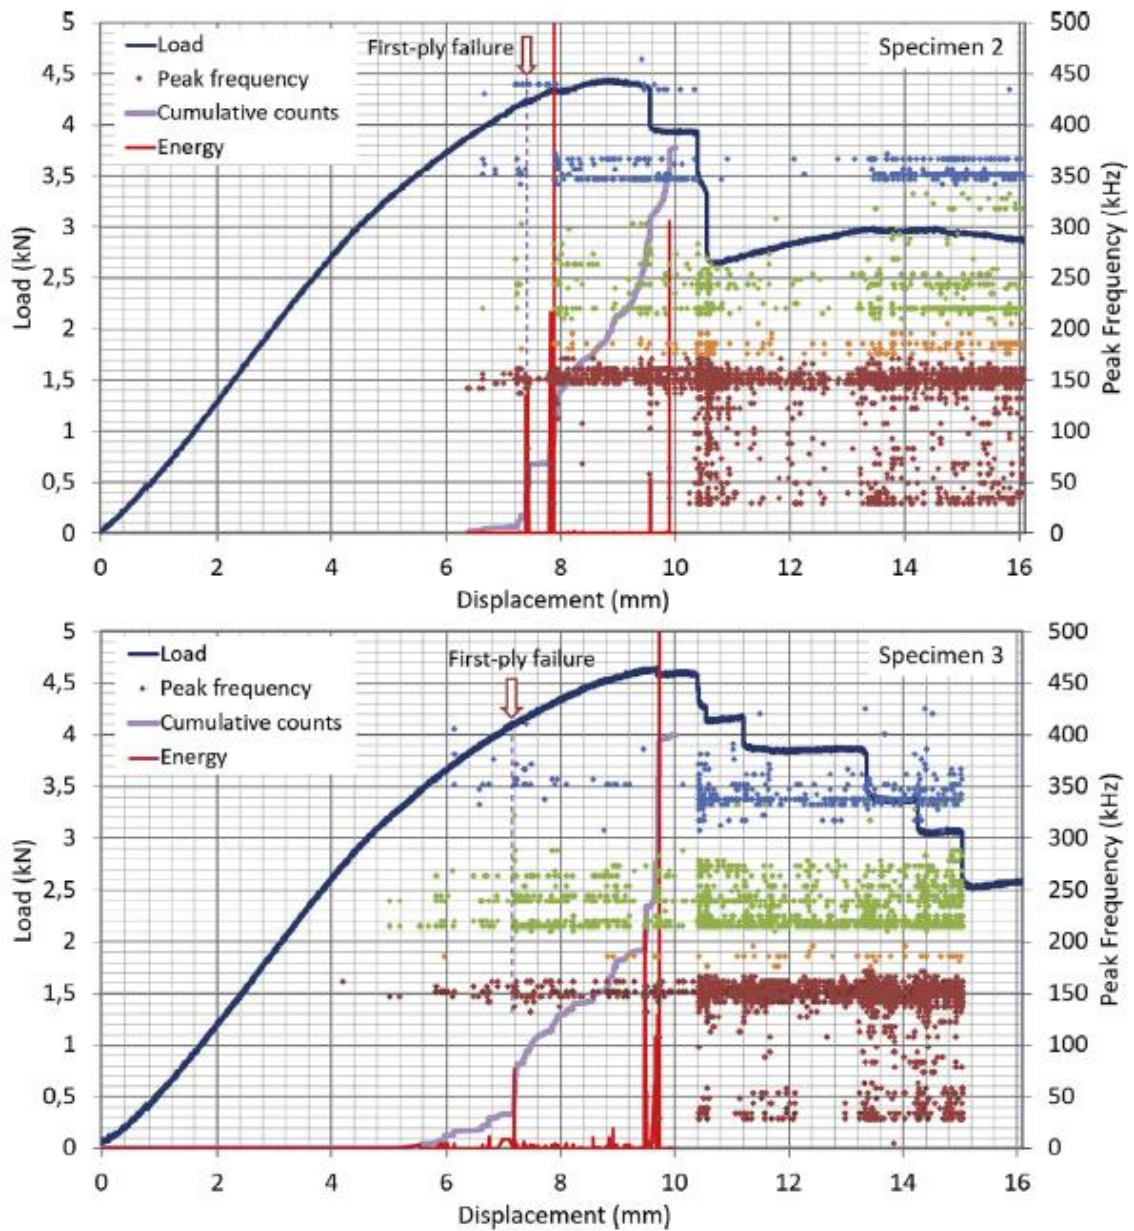 5
4,5
4
3,5
3
2,5
2
1,5
1
0,5
0
Load (kN)
Load
Peak frequency
Cumulative counts
Energy
First-ply failure
Specimen 2
500
450
400
350
300
250
200
150
100
50
0
Peak Frequency (kHz)
0 2 4 6 8 10 12 14 16
Displacement (mm)
5
4,5
4
3,5
3
2,5
2
1,5
1
0,5
0
Load (kN)
Load
Peak frequency
Cumulative counts
Energy
First-ply failure
Specimen 3
500
450
400
350
300
250
200
150
100
50
0
Peak Frequency (kHz)
0 2 4 6 8 10 12 14 16
Displacement (mm)